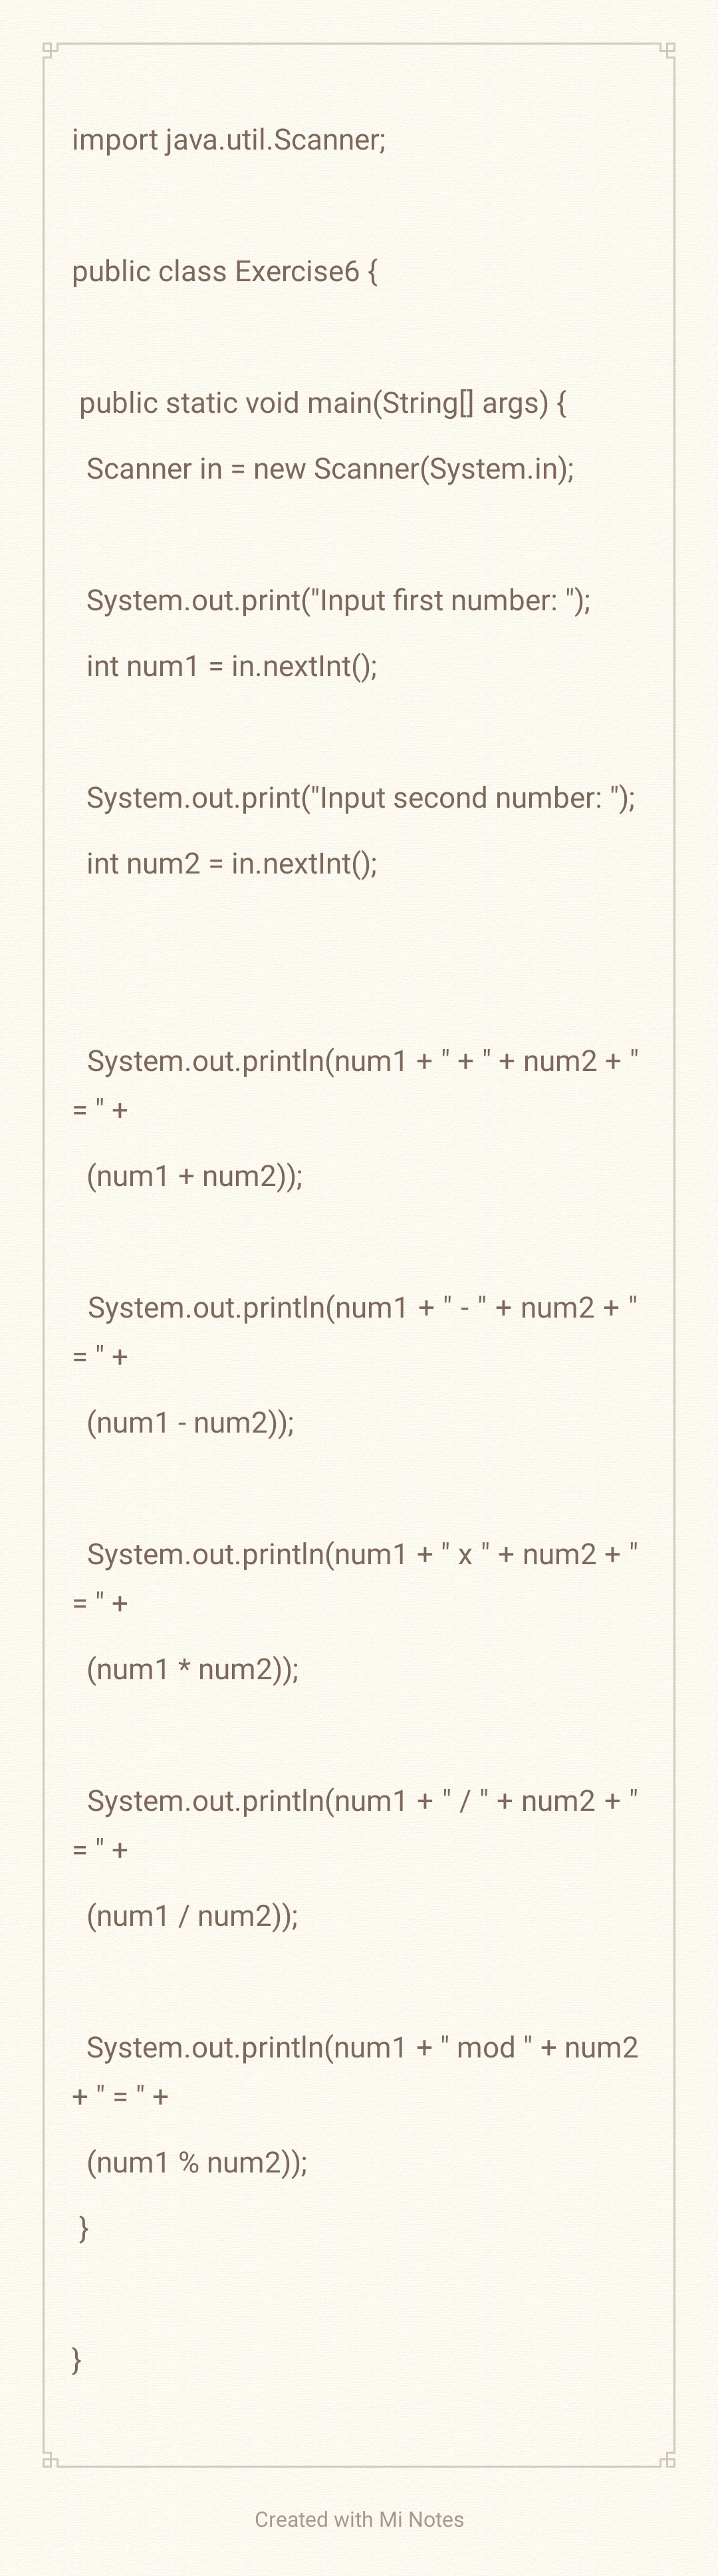 import java.util.Scanner;
public class Exercise6 {
public static void main(String[] args) {
Scanner in = new Scanner(System.in);
System.out.print("Input first number: ");
int num1 = in.nextInt();
System.out.print("Input second number: ");
int num2 = in.nextInt();
System.out.println(num1 + " + " + num2 + "
= " +
(num1 + num2));
System.out.println(num1 + " - " + num2 + "
= " +
(num1 - num2));
System.out.println(num1 + " x " + num2 + "
= " +
(num1 * num2));
System.out.println(num1 + " / " + num2 + "
= " +
(num1 / num2));
System.out.println(num1 + " mod " + num2
+ " = " +
(num1 % num2));
}
}
Created with Mi Notes